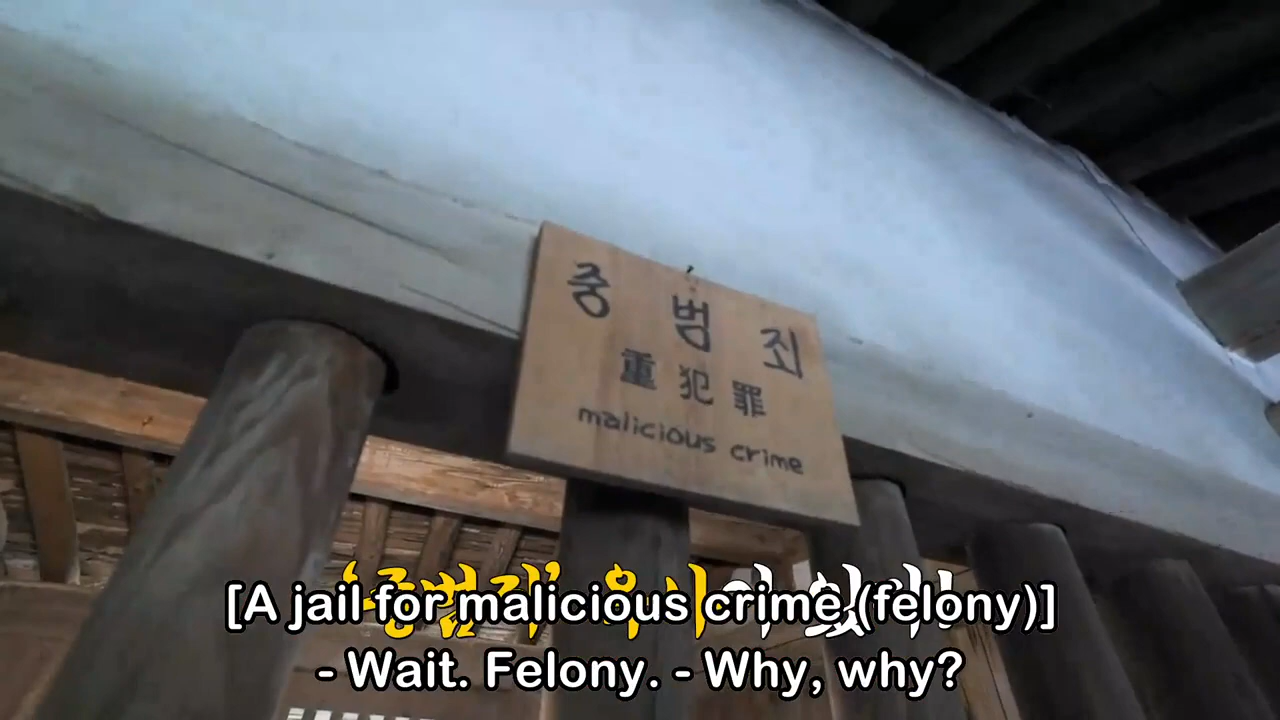 중 범 죄
重 犯 罪
malicious crime
[A jail for malicious crime (felony)]
- Wait. Felony. - Why, why?